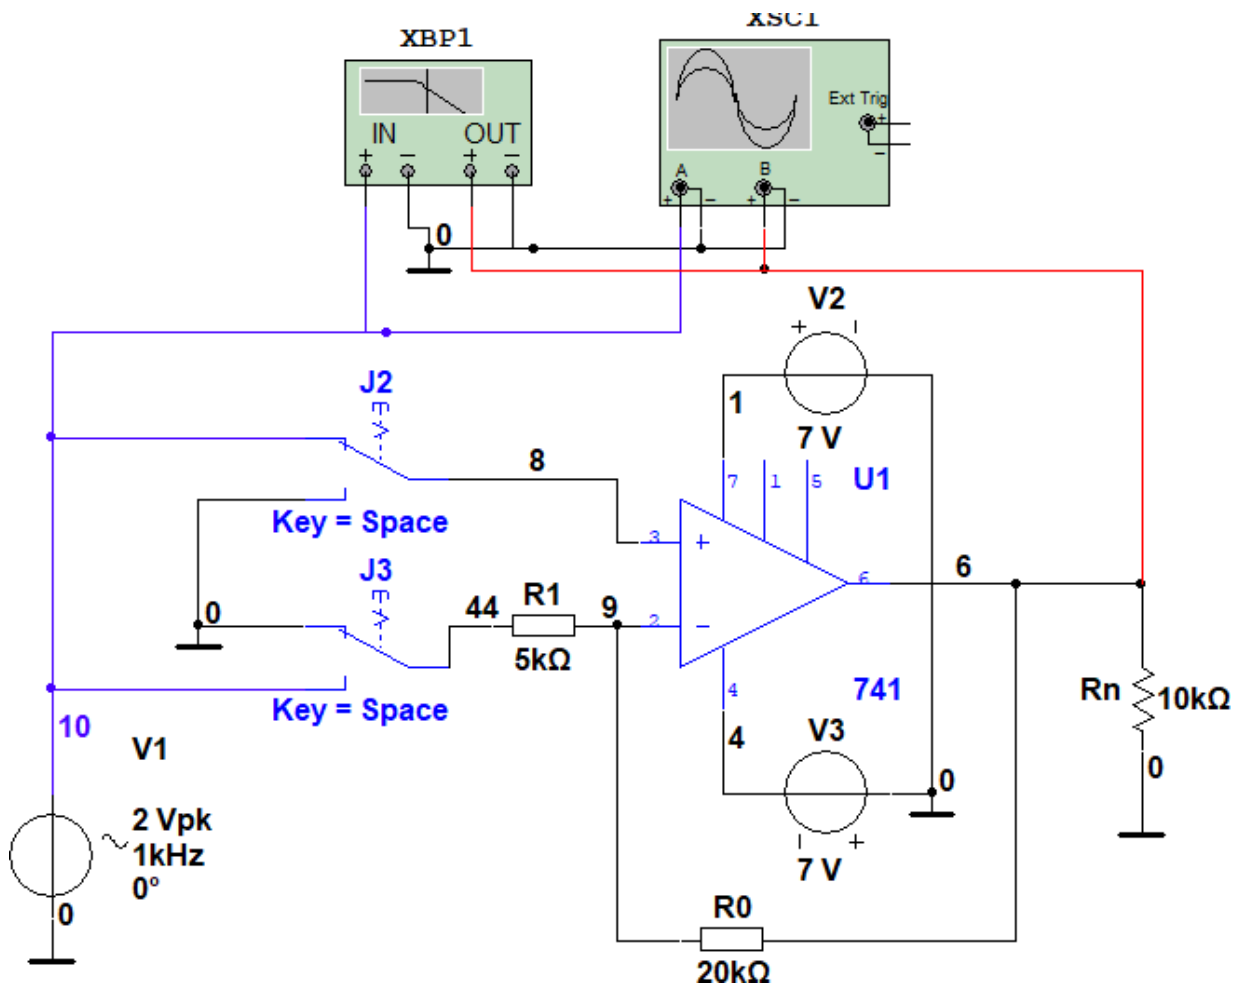 XBP1
XSC1
IN OUT
+ − + −
Ext Trig
+
−
A B
+ − + −
0
V2
+ −
7 V
J2
Key = Space
8
1
7 1 5
U1
3
+
J3
0
44
R1
5kΩ
9
2
−
6
6
Key = Space
4
741
4
V3
− +
7 V
0
Rn
10kΩ
0
10
V1
2 Vpk
1kHz
0°
0
R0
20kΩ